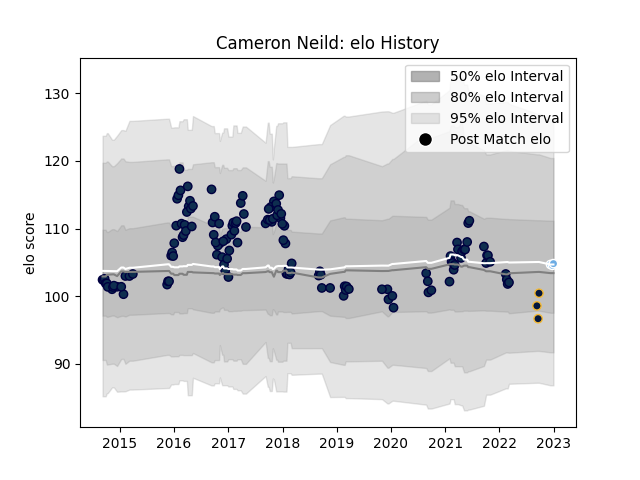 Cameron Neild: elo History
50% elo Interval
80% elo Interval
95% elo Interval
Post Match elo
elo score
130
120
110
100
90
2015 2016 2017 2018 2019 2020 2021 2022 2023